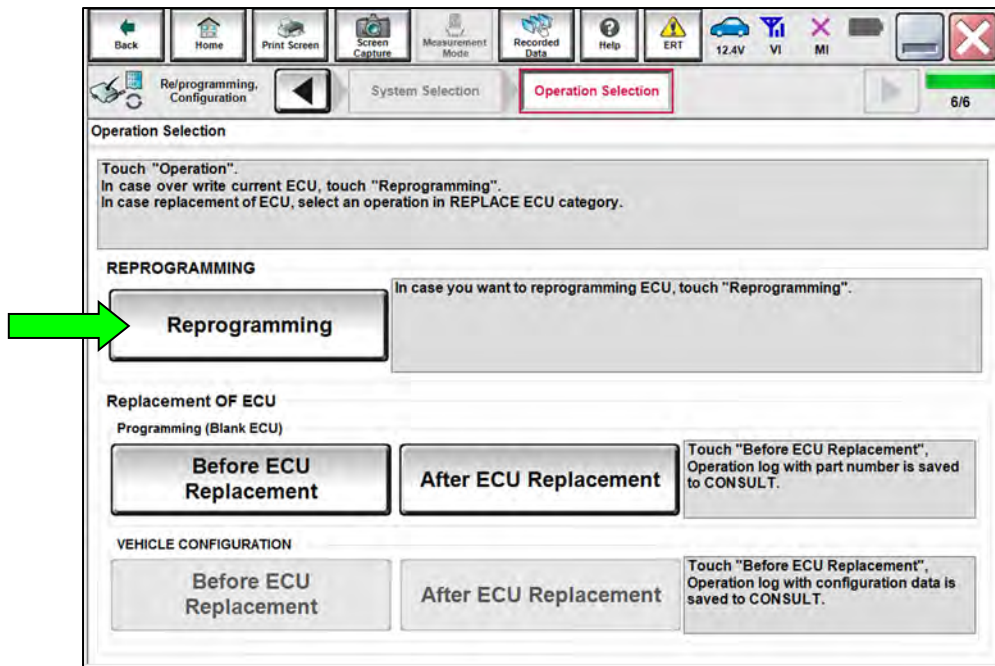 Back
Home
Print Screen
Screen
Capture
Measurement
Mode
Recorded
Data
Help
ERT
12.4V
VI
MI
Re/programming,
Configuration
System Selection
Operation Selection
6/6
Operation Selection
Touch "Operation".
In case over write current ECU, touch "Reprogramming".
In case replacement of ECU, select an operation in REPLACE ECU category.
REPROGRAMMING
Reprogramming
In case you want to reprogramming ECU, touch "Reprogramming".
Replacement OF ECU
Programming (Blank ECU)
Before ECU
Replacement
After ECU Replacement
Touch "Before ECU Replacement",
Operation log with part number is saved
to CONSULT.
VEHICLE CONFIGURATION
Before ECU
Replacement
After ECU Replacement
Touch "Before ECU Replacement",
Operation log with configuration data is
saved to CONSULT.